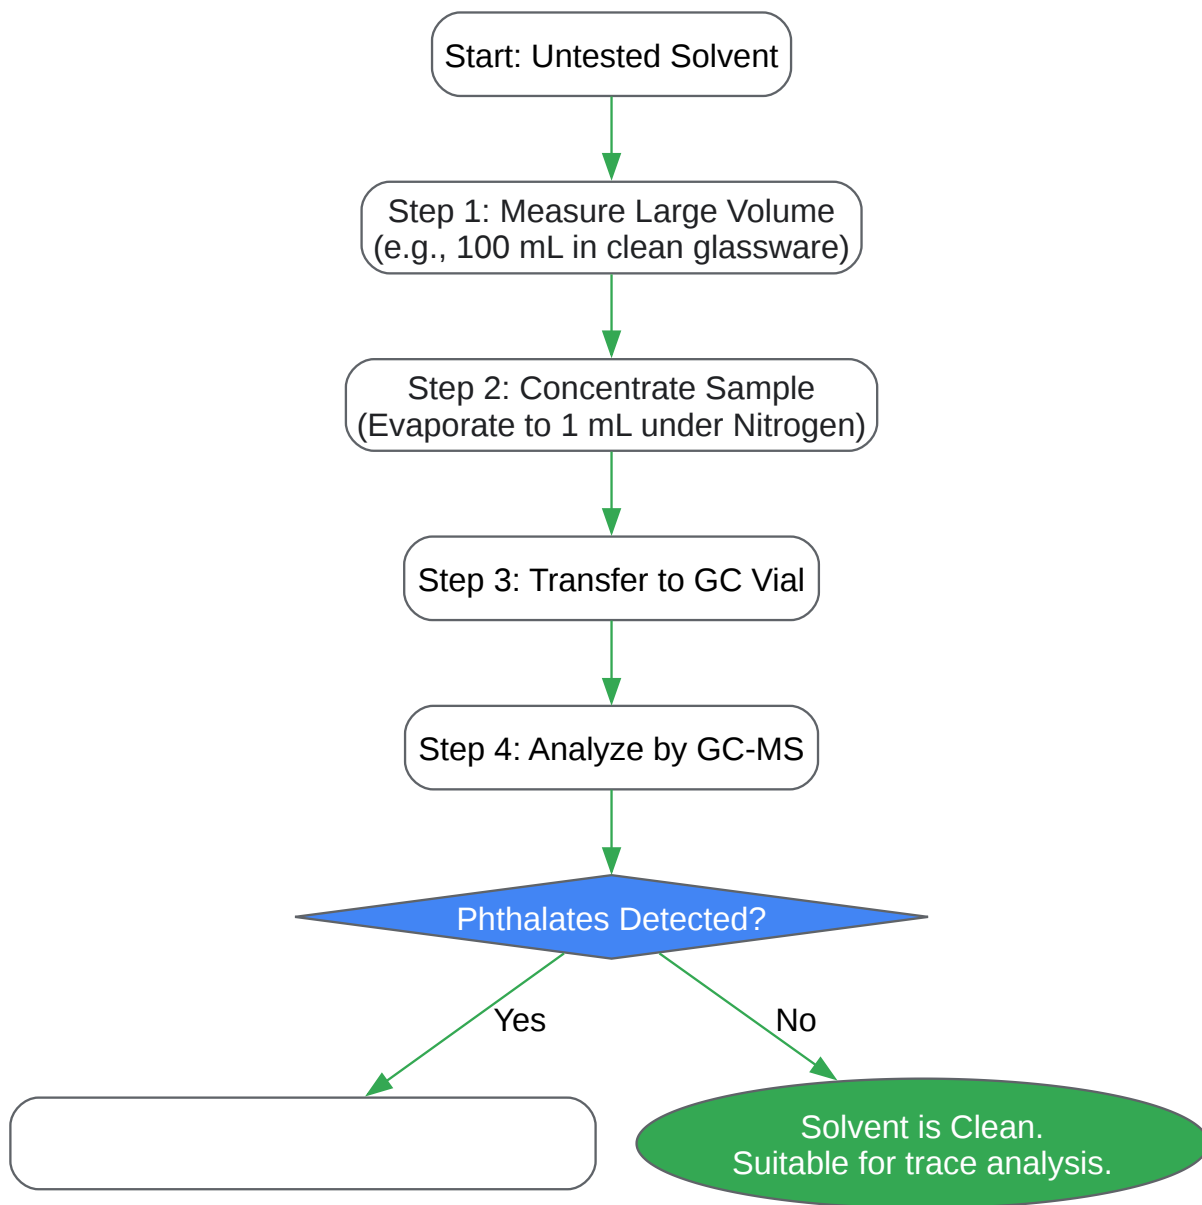 Start: Untested Solvent
Step 1: Measure Large Volume
(e.g., 100 mL in clean glassware)
Step 2: Concentrate Sample
(Evaporate to 1 mL under Nitrogen)
Step 3: Transfer to GC Vial
Step 4: Analyze by GC-MS
Phthalates Detected?
Yes
No
Solvent is Clean.
Suitable for trace analysis.